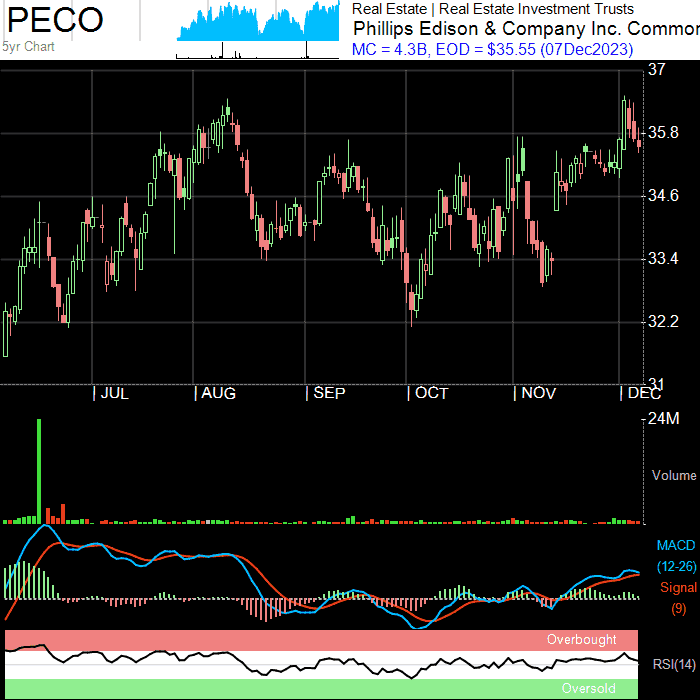 PECO
5yr Chart
Real Estate | Real Estate Investment Trusts
Phillips Edison & Company Inc. Common
MC = 4.3B, EOD = $35.55 (07Dec2023)
37
35.8
34.6
33.4
32.2
31
JUL AUG SEP OCT NOV DEC
24M
Volume
MACD
(12-26)
Signal
(9)
Overbought
RSI(14)
Oversold